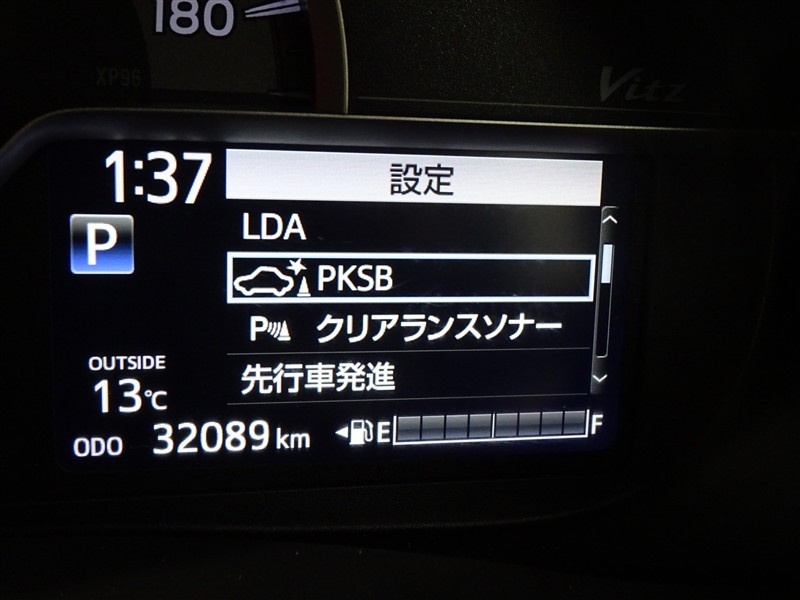 180
XP96
Vitz
1:37
設定
P
LDA
PKSB
P クリアランスソナー
先行車発進
OUTSIDE
13℃
ODO 32089 km
E F